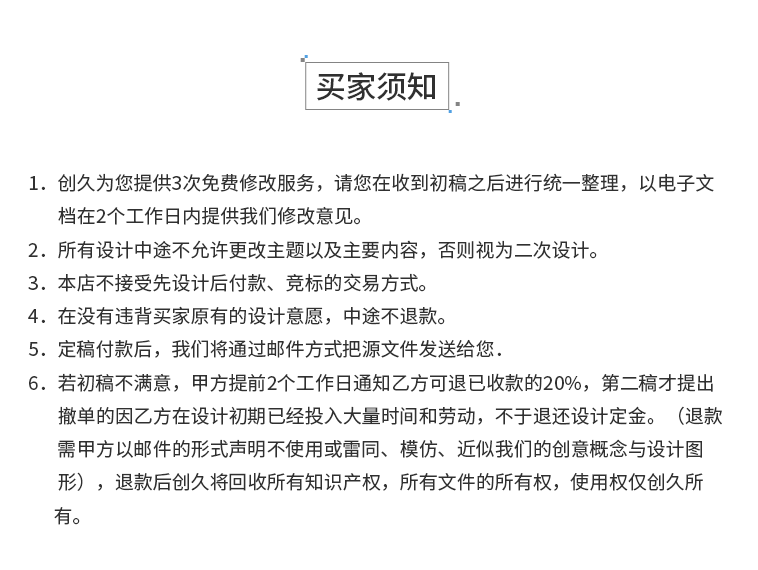 买家须知
1. 创久为您提供3次免费修改服务，请您在收到初稿之后进行统一整理，以电子文
档在2个工作日内提供我们修改意见。
2. 所有设计中途不允许更改主题以及主要内容，否则视为二次设计。
3. 本店不接受先设计后付款、竞标的交易方式。
4. 在没有违背买家原有的设计意愿，中途不退款。
5. 定稿付款后，我们将通过邮件方式把源文件发送给您.
6. 若初稿不满意，甲方提前2个工作日通知乙方可退已收款的20%，第二稿才提出
撤单的因乙方在设计初期已经投入大量时间和劳动，不于退还设计定金。（退款
需甲方以邮件的形式声明不使用或雷同、模仿、近似我们的创意概念与设计图
形），退款后创久将回收所有知识产权，所有文件的所有权，使用权仅创久所
有。